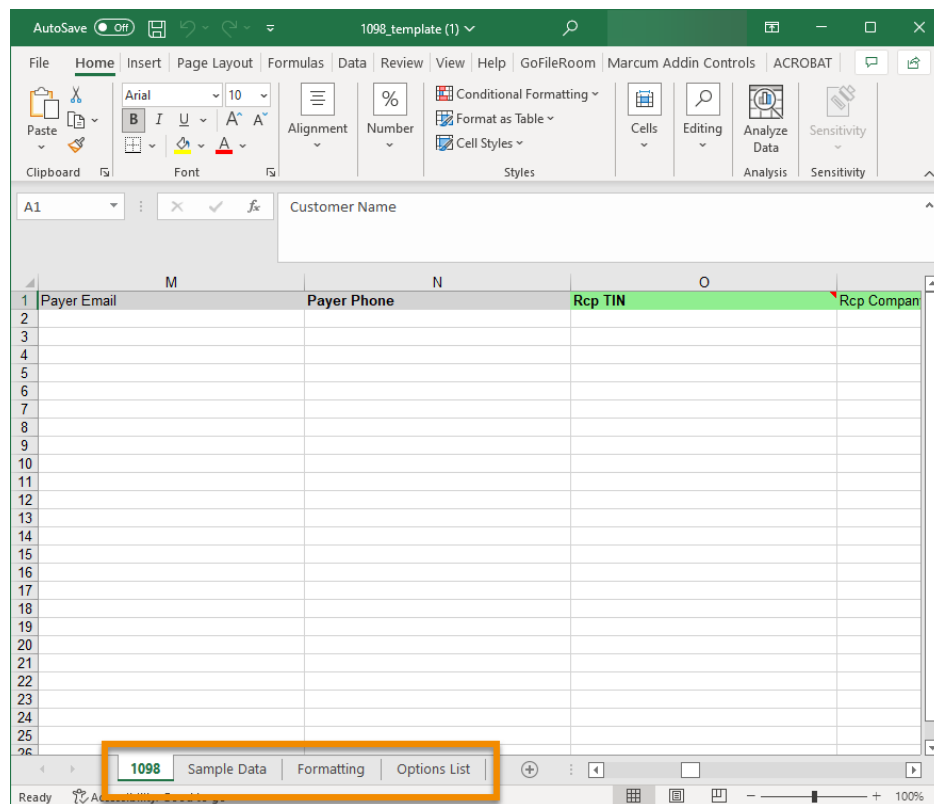 AutoSave Off 1098_template (1)
File Home Insert Page Layout Formulas Data Review View Help GoFileRoom Marcum Addin Controls ACROBAT
Paste Arial 10 Alignment % Number Conditional Formatting Cells Editing Analyze Data Sensitivity
B I U A A Format as Table
A Cell Styles
Clipboard Font Styles Analysis Sensitivity
A1 fx Customer Name
M N O
1 Payer Email Payer Phone Rcp TIN Rcp Compan
2
3
4
5
6
7
8
9
10
11
12
13
14
15
16
17
18
19
20
21
22
23
24
25
26
1098 Sample Data Formatting Options List
Ready 100%